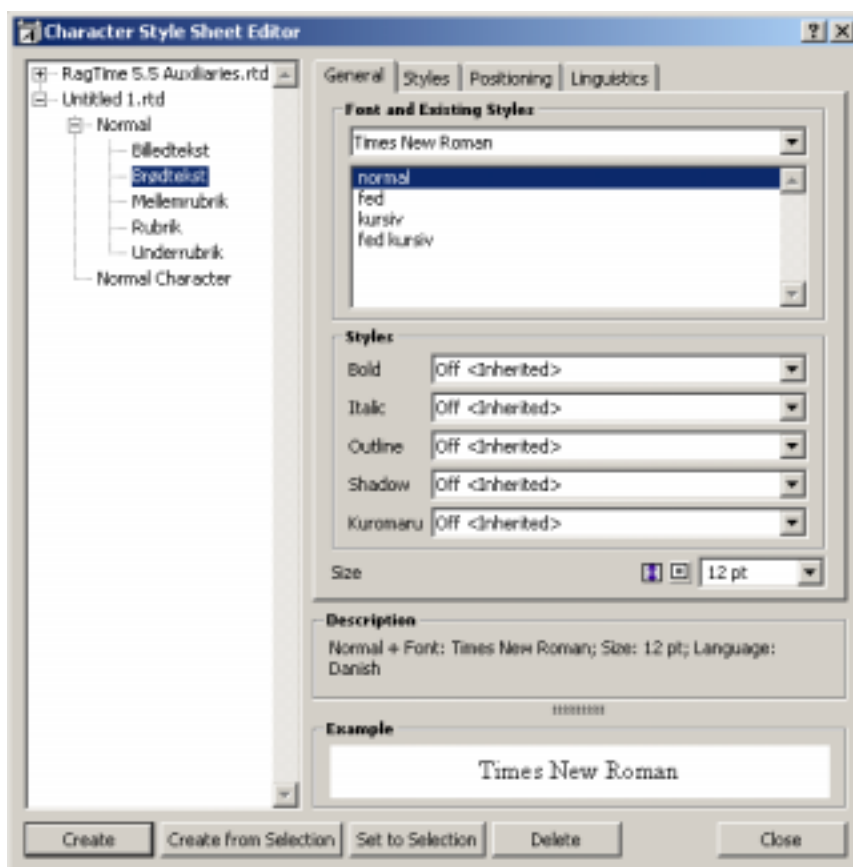 Character Style Sheet Editor
RagTime 5.5 Auxiliaries.rtd
Untitled 1.rtd
Normal
Billedtekst
Brødtekst
Mellemrubrik
Rubrik
Underrubrik
Normal Character
General Styles Positioning Linguistics
Font and Existing Styles
Times New Roman
normal
fed
kursiv
fed kursiv
Styles
Bold Off <Inherited>
Italic Off <Inherited>
Outline Off <Inherited>
Shadow Off <Inherited>
Kuromaru Off <Inherited>
Size 12 pt
Description
Normal + Font: Times New Roman; Size: 12 pt; Language:
Danish
Example
Times New Roman
Create Create from Selection Set to Selection Delete Close